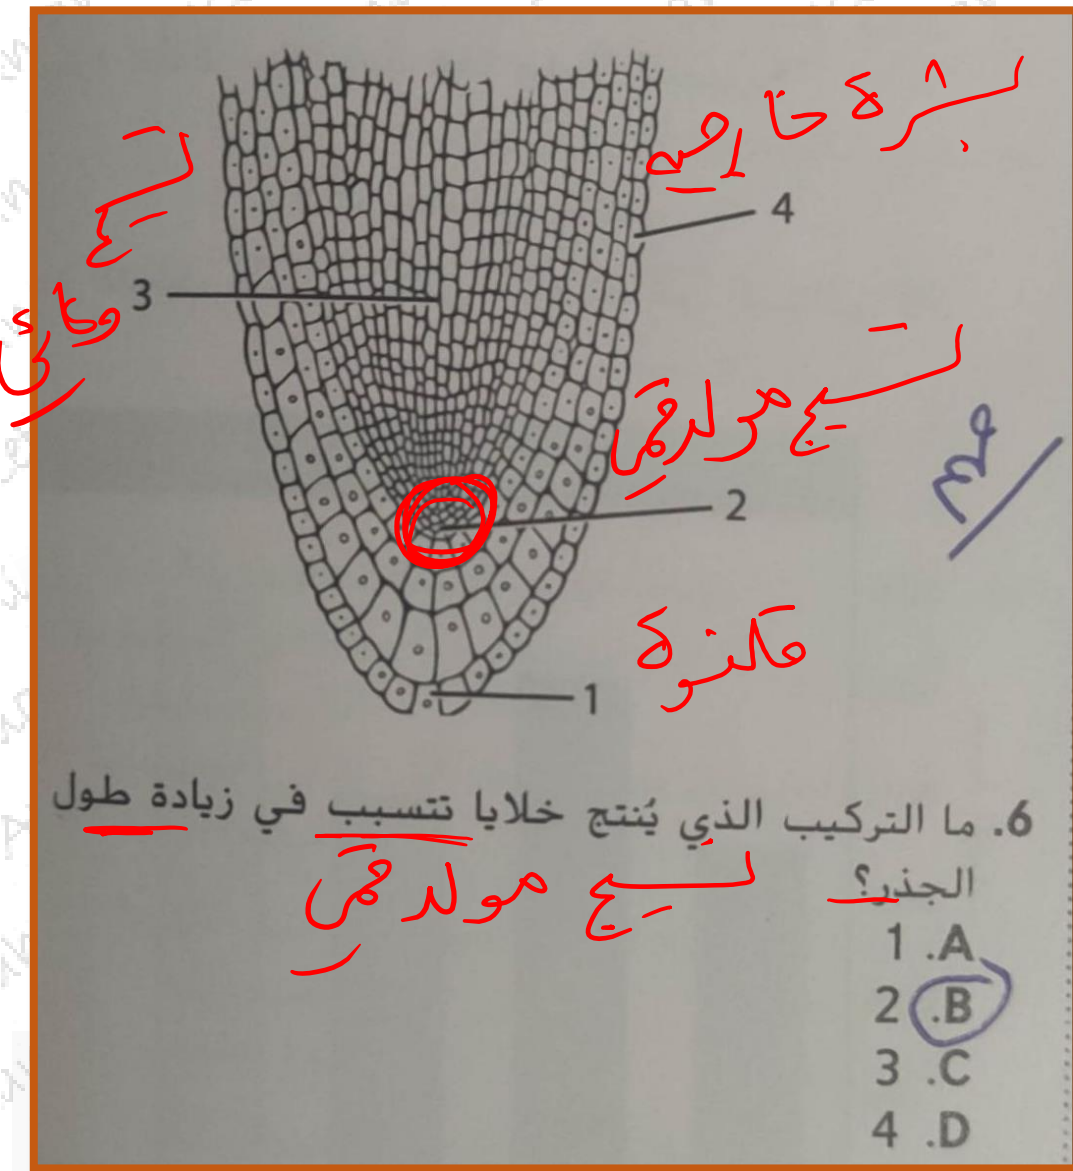 بشرة خارجيه
4
نسيج
وعائي
3
نسيج مولد قمي
2
قلنسوة
1
6. ما التركيب الذي يُنتج خلايا تتسبب في زيادة طول
الجذر؟
نسيج مولد قمي
1 .A
2 .B
3 .C
4 .D